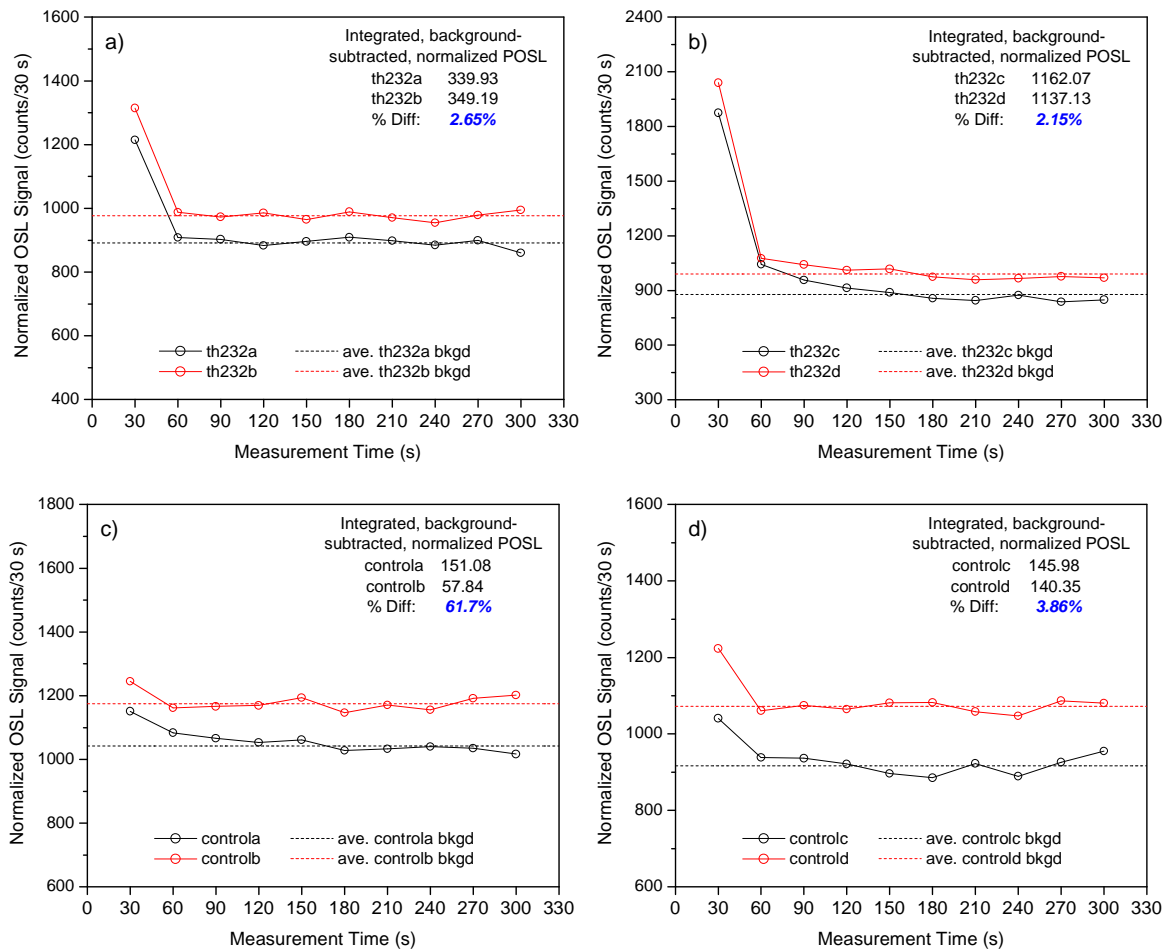 a)
Integrated, background-
subtracted, normalized POSL
th232a 339.93
th232b 349.19
% Diff: 2.65%
1600
1400
1200
1000
800
600
400
Normalized OSL Signal (counts/30 s)
th232a ave. th232a bkgd
th232b ave. th232b bkgd
0 30 60 90 120 150 180 210 240 270 300 330
Measurement Time (s)
b)
Integrated, background-
subtracted, normalized POSL
th232c 1162.07
th232d 1137.13
% Diff: 2.15%
2400
2100
1800
1500
1200
900
600
300
Normalized OSL Signal (counts/30 s)
th232c ave. th232c bkgd
th232d ave. th232d bkgd
0 30 60 90 120 150 180 210 240 270 300 330
Measurement Time (s)
c)
Integrated, background-
subtracted, normalized POSL
controla 151.08
controlb 57.84
% Diff: 61.7%
1800
1600
1400
1200
1000
800
600
Normalized OSL Signal (counts/30 s)
controla ave. controla bkgd
controlb ave. controlb bkgd
0 30 60 90 120 150 180 210 240 270 300 330
Measurement Time (s)
d)
Integrated, background-
subtracted, normalized POSL
controlc 145.98
controld 140.35
% Diff: 3.86%
1600
1400
1200
1000
800
600
Normalized OSL Signal (counts/30 s)
controlc ave. controlc bkgd
controld ave. controld bkgd
0 30 60 90 120 150 180 210 240 270 300 330
Measurement Time (s)